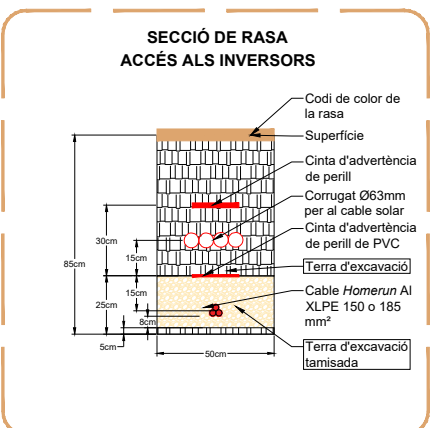 SECCIÓ DE RASA
ACCÉS ALS INVERSORS
Codi de color de
la rasa
Superfície
Cinta d'advertència
de perill
Corrugat Ø63mm
per al cable solar
Cinta d'advertència
de perill de PVC
Terra d'excavació
Cable Homerun Al
XLPE 150 o 185
mm²
Terra d'excavació
tamisada
85cm
30cm
15cm
25cm
15cm
8cm
5cm
50cm